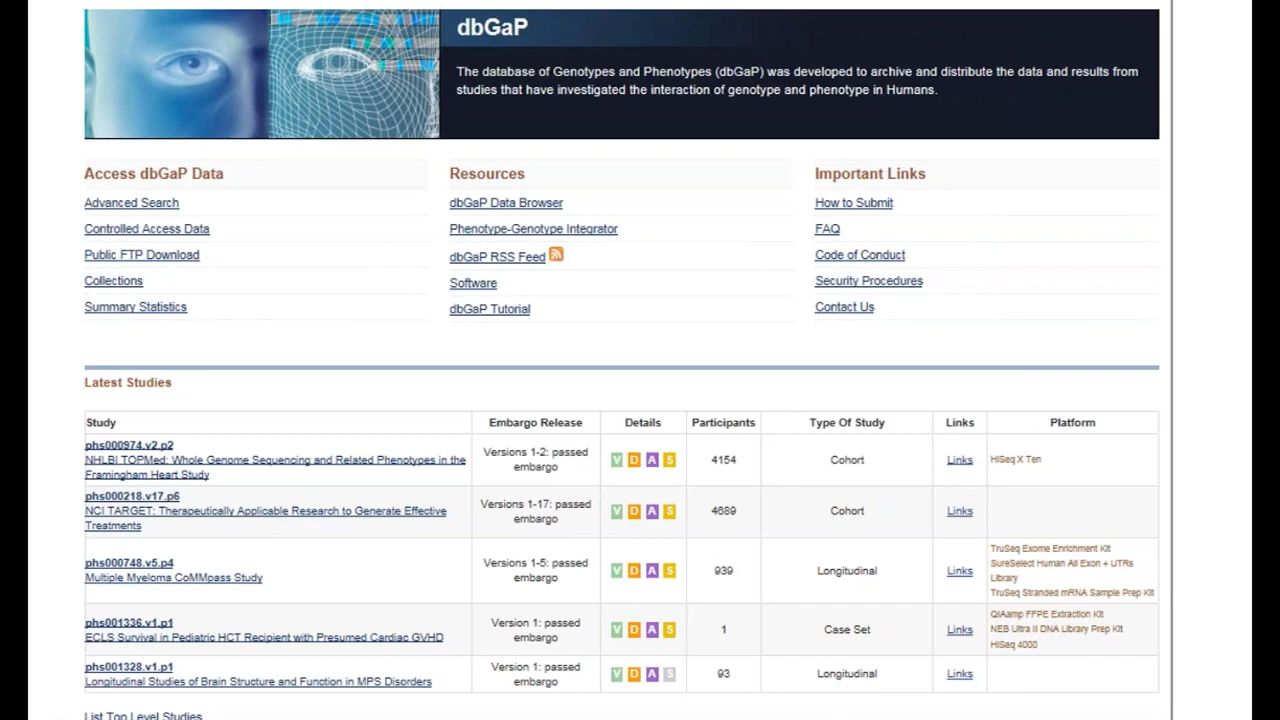 dbGaP
The database of Genotypes and Phenotypes (dbGaP) was developed to archive and distribute the data and results from
studies that have investigated the interaction of genotype and phenotype in Humans.
Access dbGaP Data
Advanced Search
Controlled Access Data
Public FTP Download
Collections
Summary Statistics
Resources
dbGaP Data Browser
Phenotype-Genotype Integrator
dbGaP RSS Feed
Software
dbGaP Tutorial
Important Links
How to Submit
FAQ
Code of Conduct
Security Procedures
Contact Us
Latest Studies
Study Embargo Release Details Participants Type Of Study Links Platform
phs000974.v2.p2
NHLBI TOPMed: Whole Genome Sequencing and Related Phenotypes in the
Framingham Heart Study
Versions 1-2: passed
embargo
V D A S
4154
Cohort
Links
HiSeq X Ten
phs000218.v17.p6
NCI TARGET: Therapeutically Applicable Research to Generate Effective
Treatments
Versions 1-17: passed
embargo
V D A S
4689
Cohort
Links
phs000748.v5.p4
Multiple Myeloma CoMMpass Study
Versions 1-5: passed
embargo
V D A S
939
Longitudinal
Links
TruSeq Exome Enrichment Kit
SureSelect Human All Exon + UTRs
Library
TruSeq Stranded mRNA Sample Prep Kit
phs001336.v1.p1
ECLS Survival in Pediatric HCT Recipient with Presumed Cardiac GVHD
Version 1: passed
embargo
V D A S
1
Case Set
Links
QIAamp FFPE Extraction Kit
NEB Ultra II DNA Library Prep Kit
HiSeq 4000
phs001328.v1.p1
Longitudinal Studies of Brain Structure and Function in MPS Disorders
Version 1: passed
embargo
V D A S
93
Longitudinal
Links
List Top Level Studies